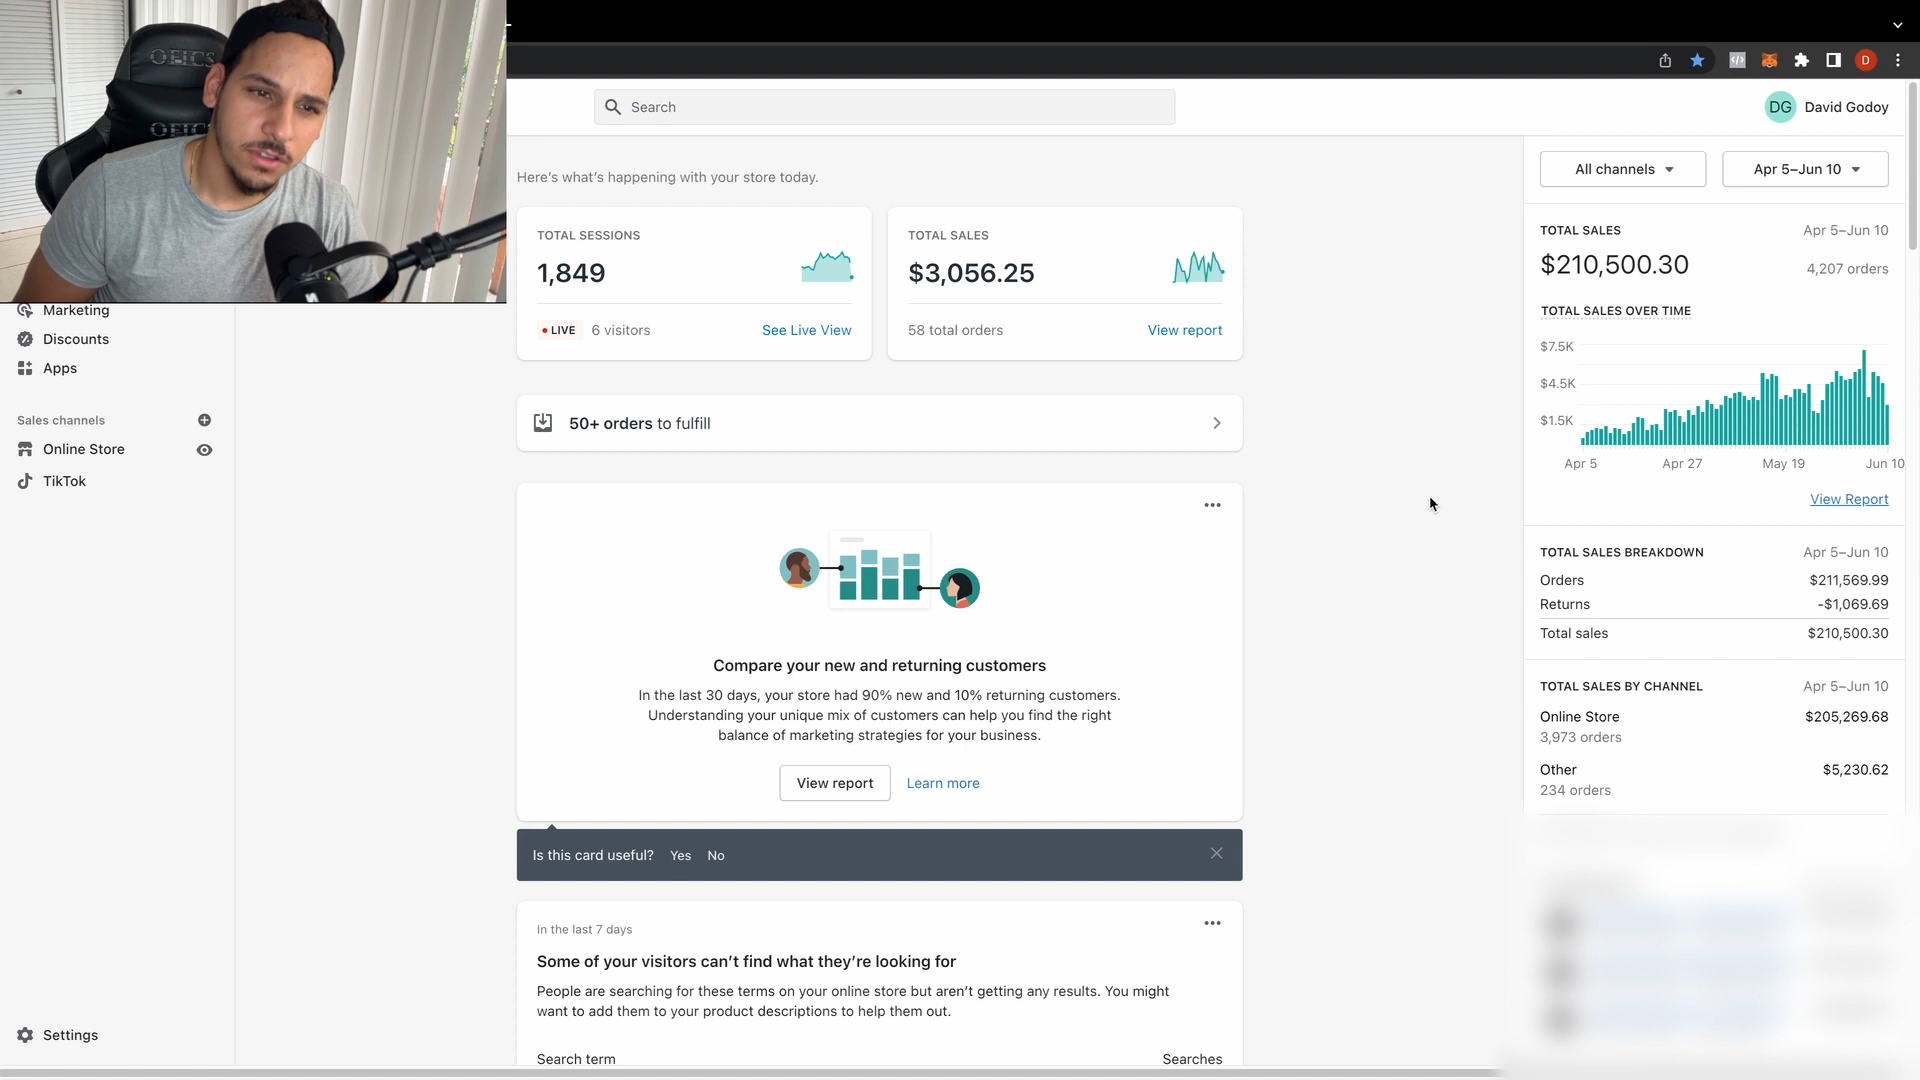 OFICS
Search
D
DG David Godoy
Here's what's happening with your store today.
All channels
Apr 5–Jun 10
TOTAL SESSIONS
1,849
LIVE 6 visitors See Live View
TOTAL SALES
$3,056.25
58 total orders View report
50+ orders to fulfill
Marketing
Discounts
Apps
Sales channels
Online Store
TikTok
Settings
Compare your new and returning customers
In the last 30 days, your store had 90% new and 10% returning customers.
Understanding your unique mix of customers can help you find the right
balance of marketing strategies for your business.
View report Learn more
Is this card useful? Yes No
In the last 7 days
Some of your visitors can't find what they're looking for
People are searching for these terms on your online store but aren't getting any results. You might
want to add them to your product descriptions to help them out.
Search term Searches
TOTAL SALES Apr 5–Jun 10
$210,500.30 4,207 orders
TOTAL SALES OVER TIME
$7.5K
$4.5K
$1.5K
Apr 5 Apr 27 May 19 Jun 10
View Report
TOTAL SALES BREAKDOWN Apr 5–Jun 10
Orders $211,569.99
Returns -$1,069.69
Total sales $210,500.30
TOTAL SALES BY CHANNEL Apr 5–Jun 10
Online Store $205,269.68
3,973 orders
Other $5,230.62
234 orders